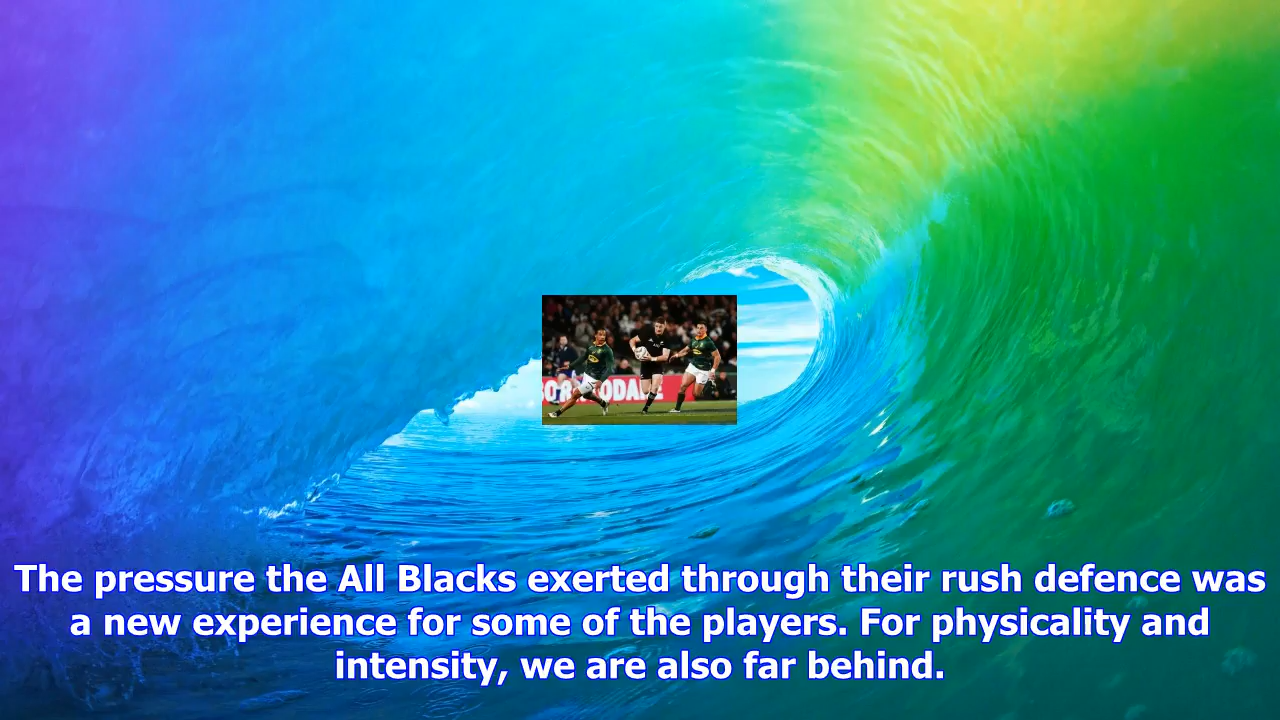 The pressure the All Blacks exerted through their rush defence was
a new experience for some of the players. For physicality and
intensity, we are also far behind.